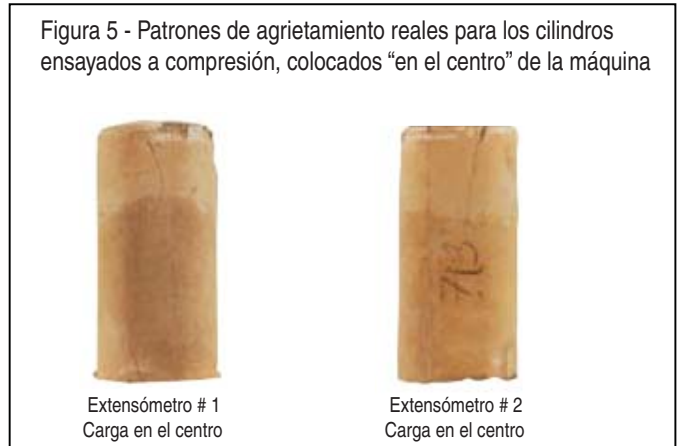 Figura 5 - Patrones de agrietamiento reales para los cilindros
ensayados a compresión, colocados “en el centro” de la máquina
713
Extensómetro # 1
Carga en el centro
Extensómetro # 2
Carga en el centro